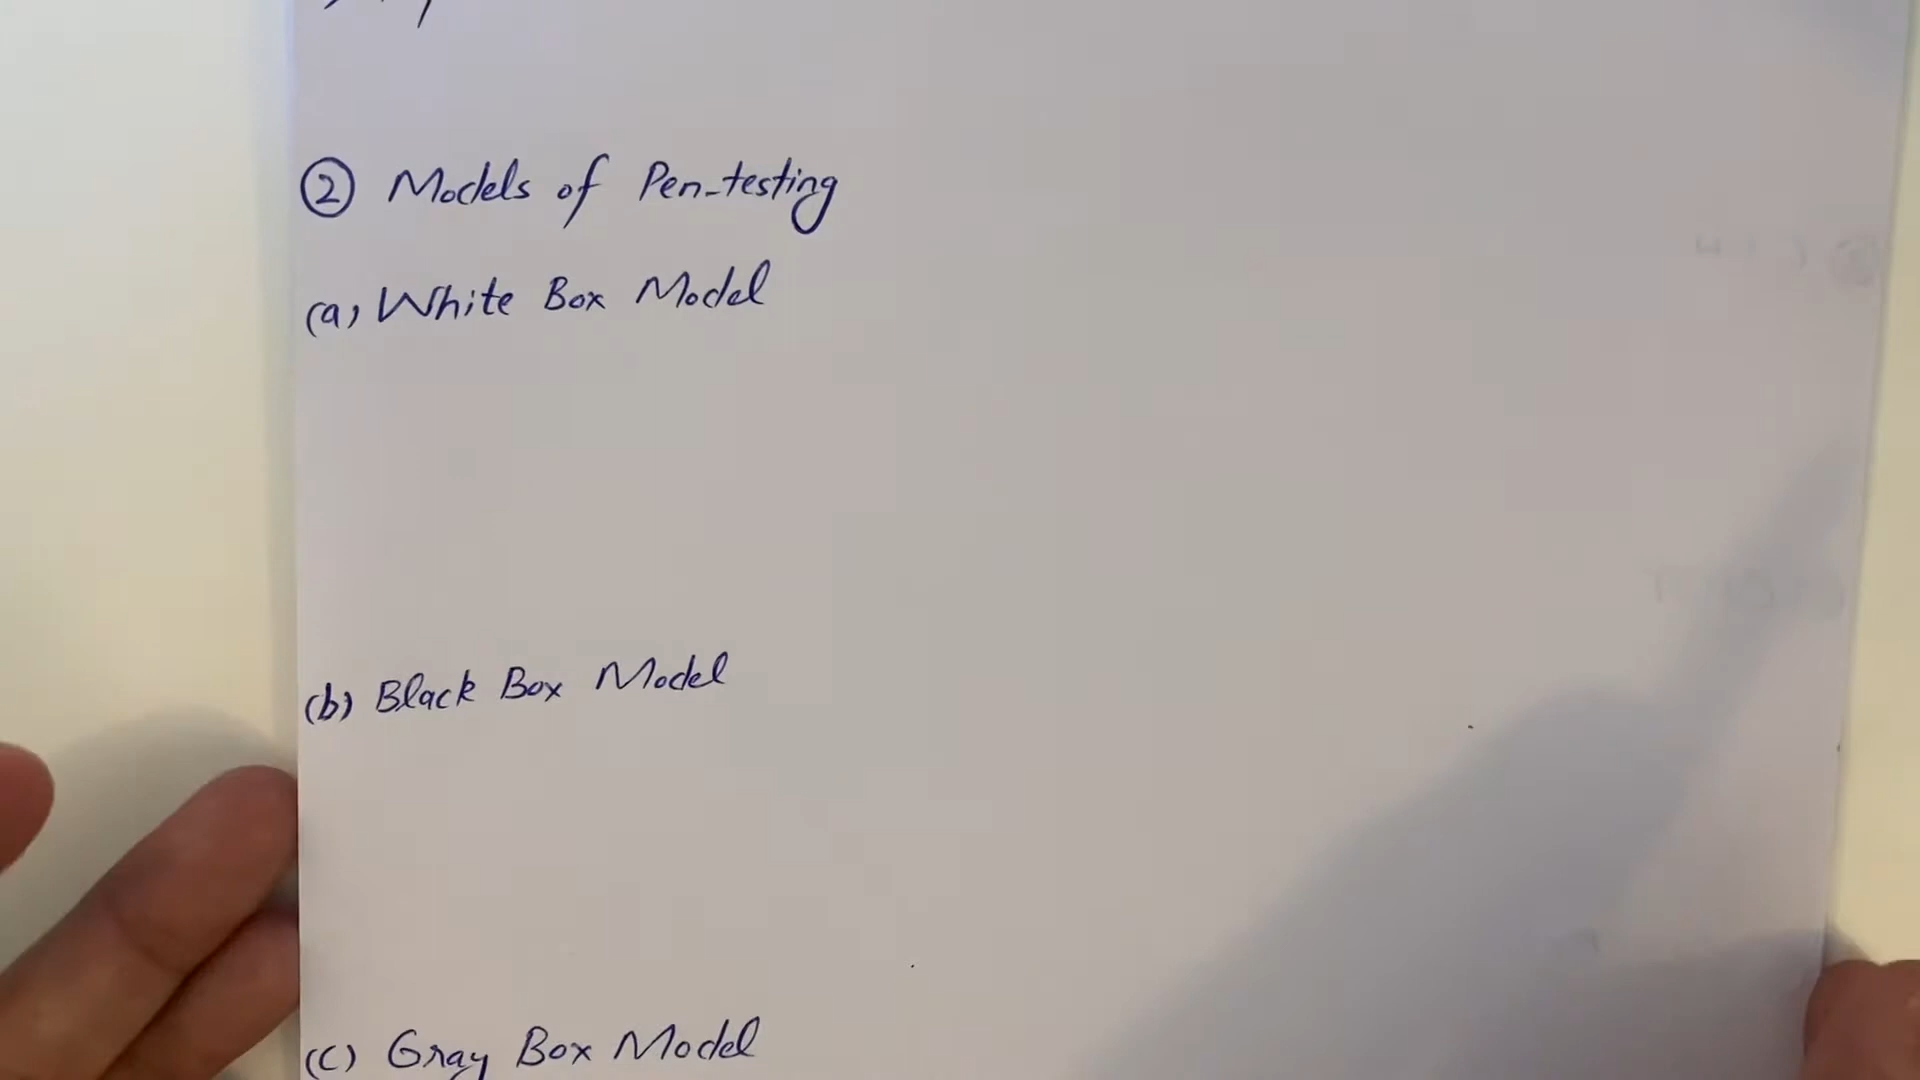 ② Models of Pen-testing
(a) White Box Model
(b) Black Box Model
(c) Gray Box Model